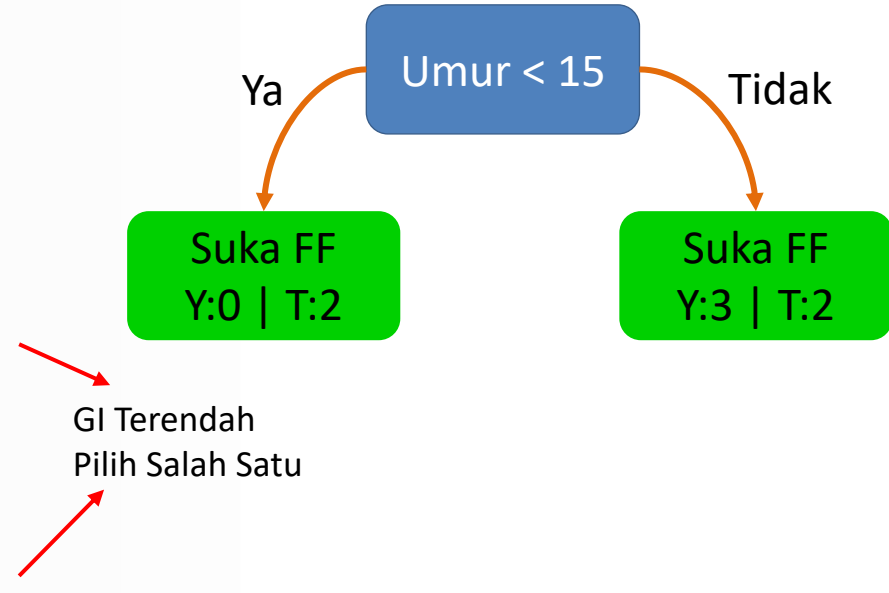 Umur < 15
Ya
Tidak
Suka FF
Y:0 | T:2
Suka FF
Y:3 | T:2
GI Terendah
Pilih Salah Satu